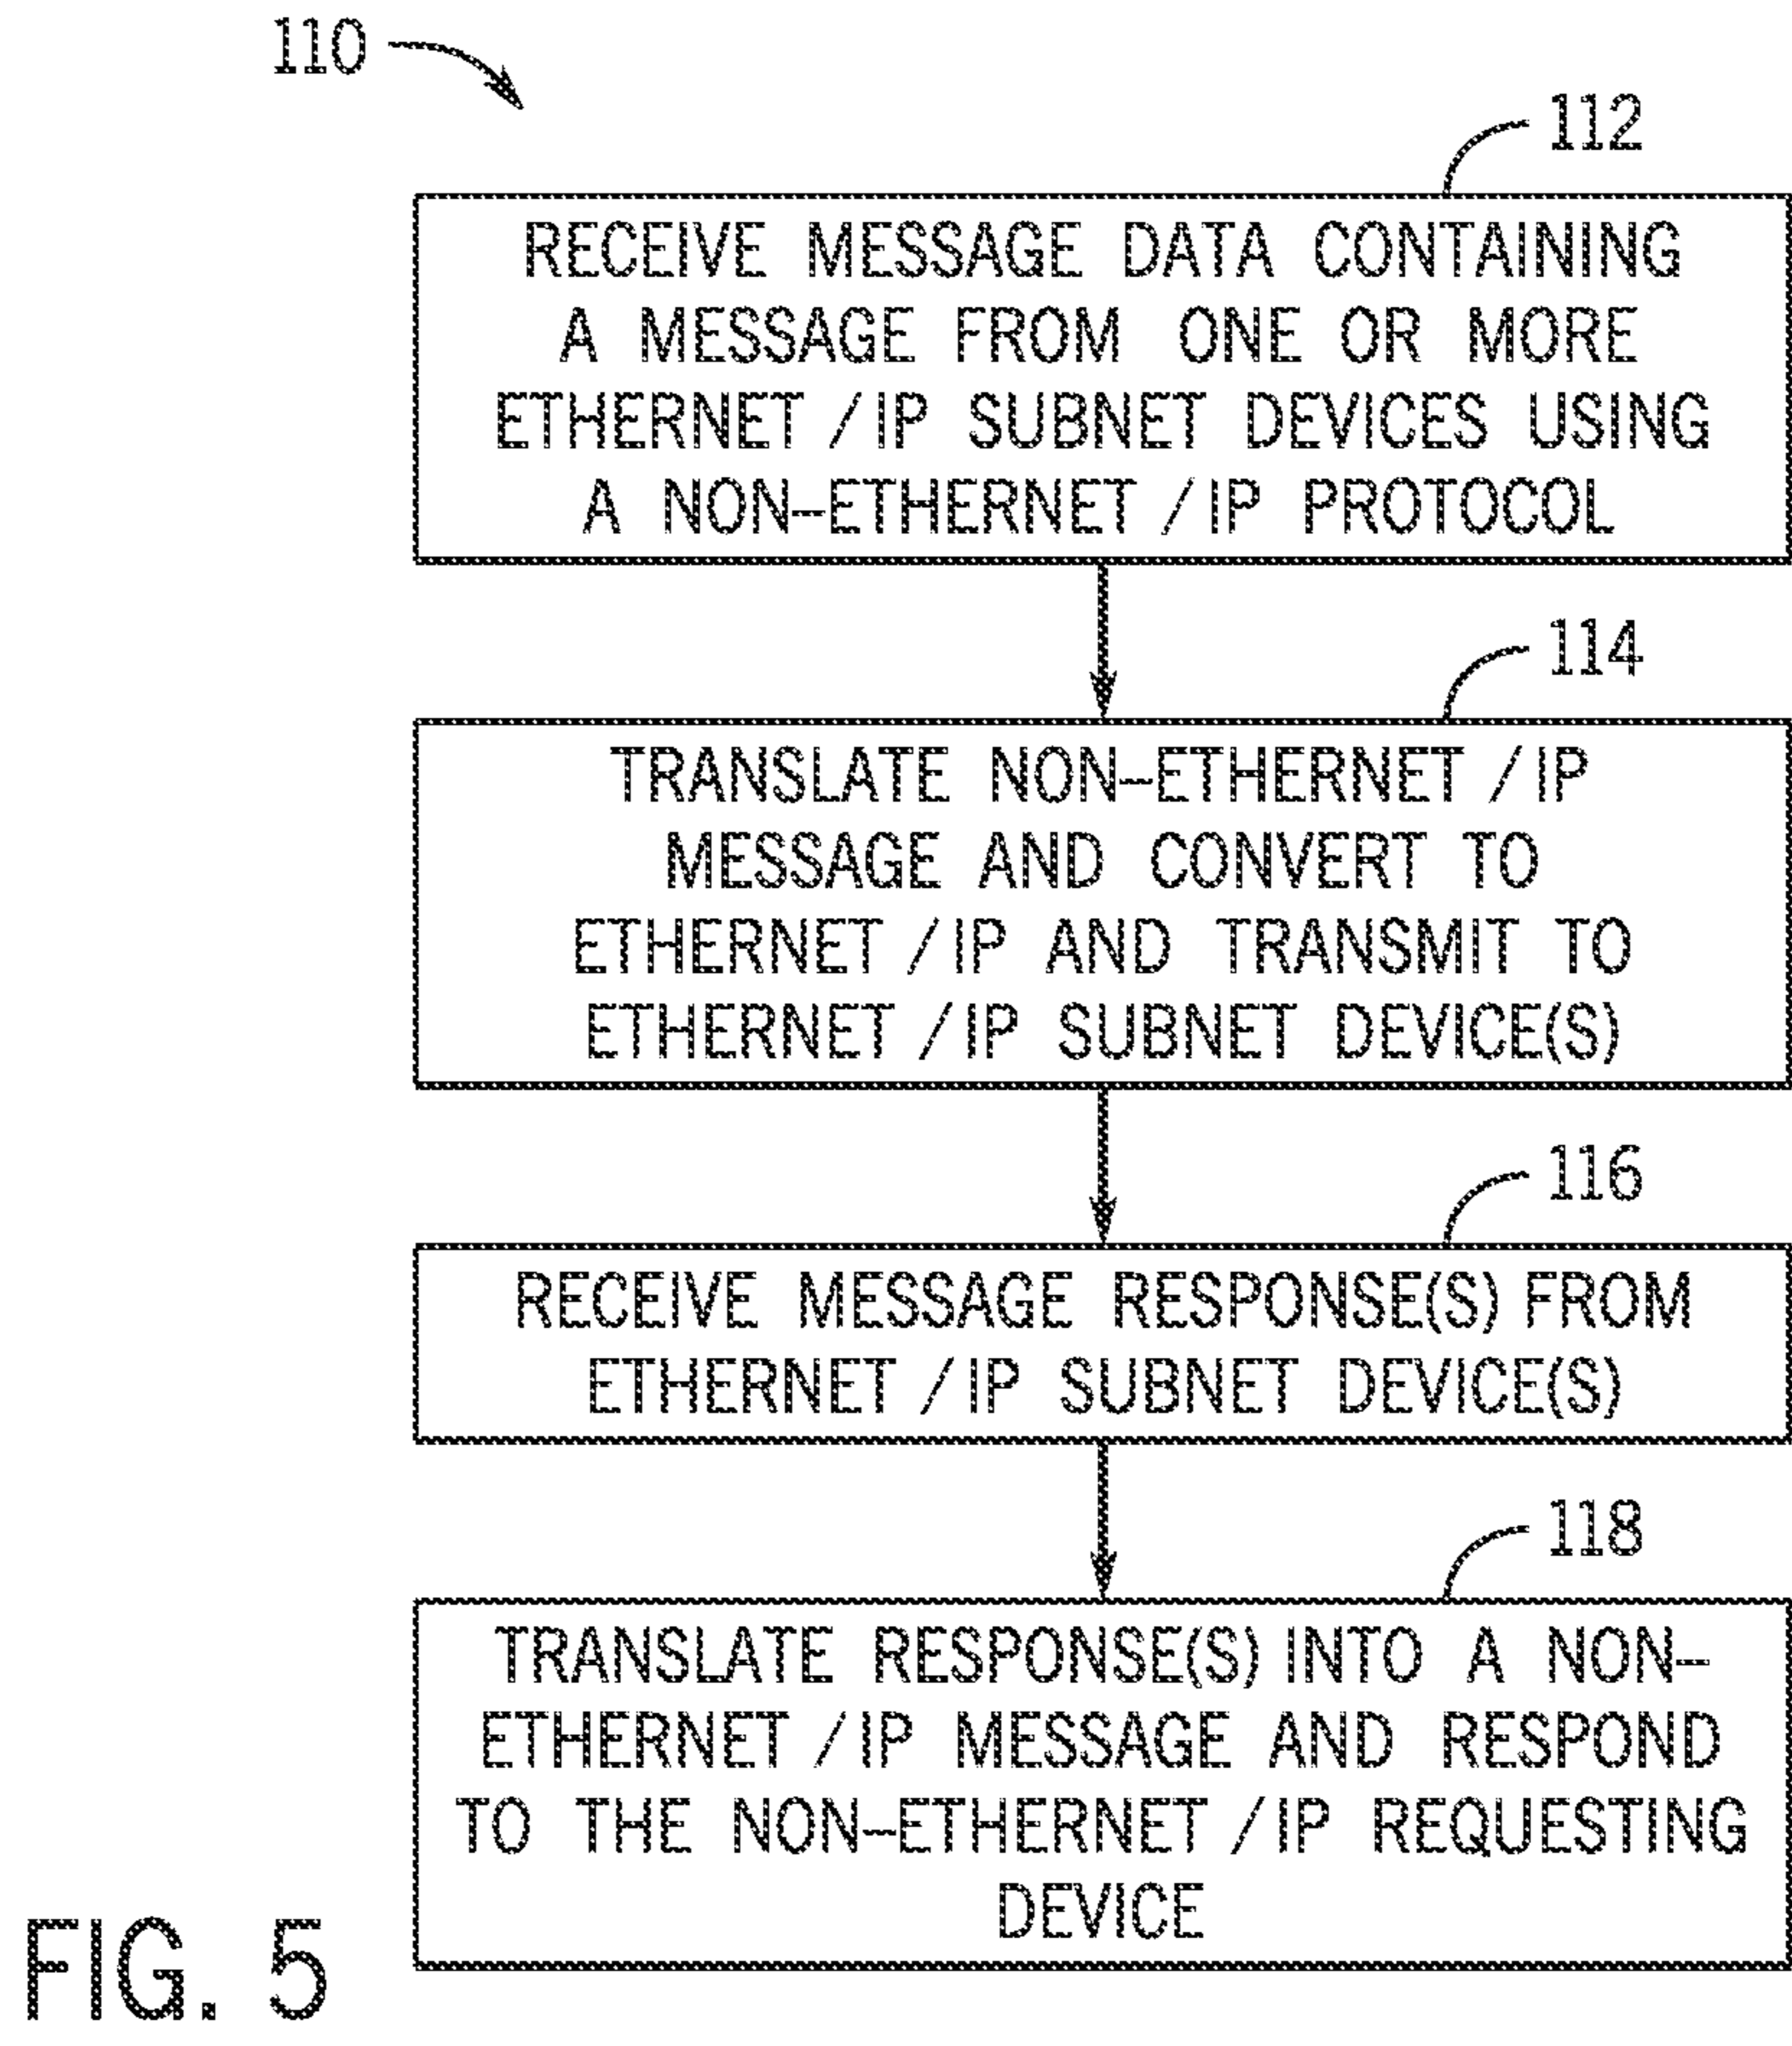 110
112
RECEIVE MESSAGE DATA CONTAINING
A MESSAGE FROM ONE OR MORE
ETHERNET/IP SUBNET DEVICES USING
A NON-ETHERNET/IP PROTOCOL
114
TRANSLATE NON-ETHERNET/IP
MESSAGE AND CONVERT TO
ETHERNET/IP AND TRANSMIT TO
ETHERNET/IP SUBNET DEVICE(S)
116
RECEIVE MESSAGE RESPONSE(S) FROM
ETHERNET/IP SUBNET DEVICE(S)
118
TRANSLATE RESPONSE(S) INTO A NON-
ETHERNET/IP MESSAGE AND RESPOND
TO THE NON-ETHERNET/IP REQUESTING
DEVICE
FIG. 5